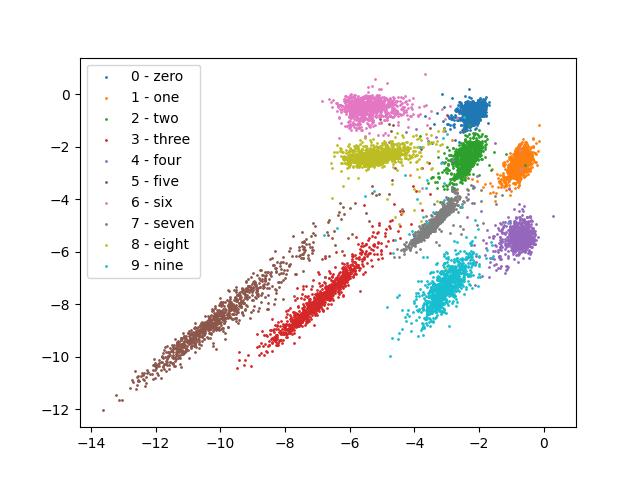 0 - zero
1 - one
2 - two
3 - three
4 - four
5 - five
6 - six
7 - seven
8 - eight
9 - nine
0
−2
−4
−6
−8
−10
−12
−14 −12 −10 −8 −6 −4 −2 0